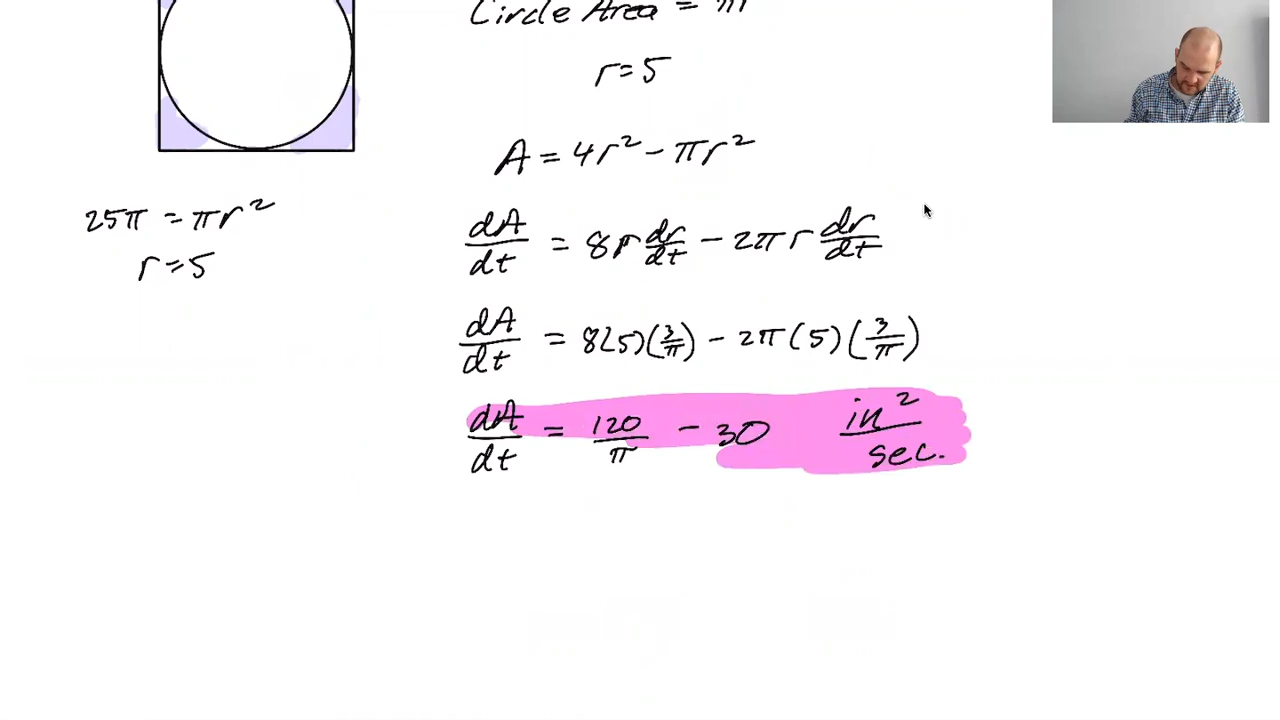 Circle Area = π
r = 5
A = 4r² - πr²
25π = πr²
r = 5
dA/dt = 8r dr/dt - 2πr dr/dt
dA/dt = 8(5)(3/π) - 2π(5)(3/π)
dA/dt = 120/π - 30 in²/sec.